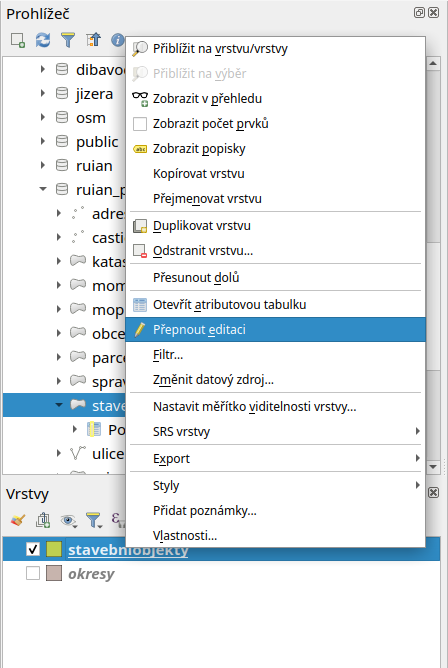 Prohlížeč
dibavo
jizera
osm
public
ruian
ruian_p
adres
casti
katas
mom
mop
obce
parce
sprav
stave
Po
ulice
Přiblížit na vrstvu/vrstvy
Přiblížit na výběr
Zobrazit v přehledu
Zobrazit počet prvků
abc Zobrazit popisky
Kopírovat vrstvu
Přejmenovat vrstvu
Duplikovat vrstvu
Odstranit vrstvu...
Přesunout dolů
Otevřít atributovou tabulku
Přepnout editaci
Filtr...
Změnit datový zdroj...
Nastavit měřítko viditelnosti vrstvy...
SRS vrstvy
Export
Styly
Přidat poznámky...
Vlastnosti...
Vrstvy
ε
stavebniobjekty
okresy